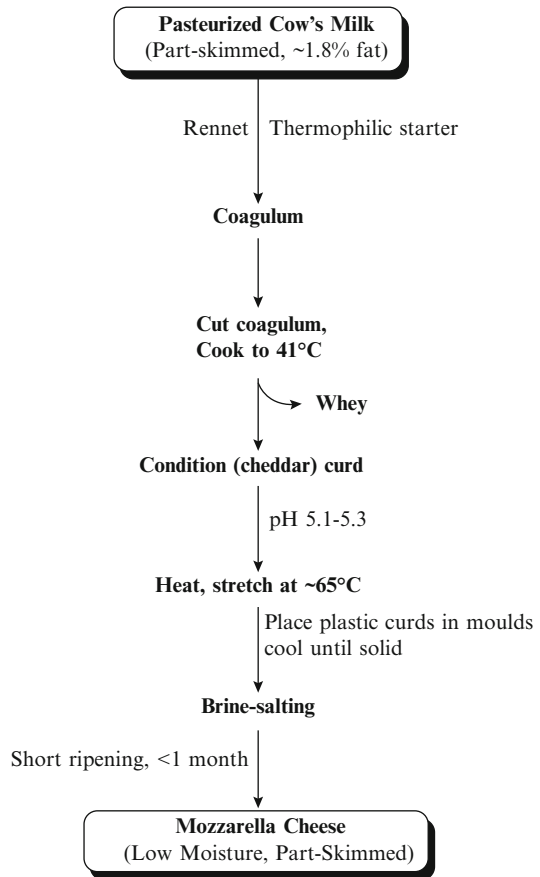 Pasteurized Cow's Milk
(Part-skimmed, ~1.8% fat)
Rennet
Thermophilic starter
Coagulum
Cut coagulum,
Cook to 41°C
Whey
Condition (cheddar) curd
pH 5.1-5.3
Heat, stretch at ~65°C
Place plastic curds in moulds
cool until solid
Brine-salting
Short ripening, <1 month
Mozzarella Cheese
(Low Moisture, Part-Skimmed)